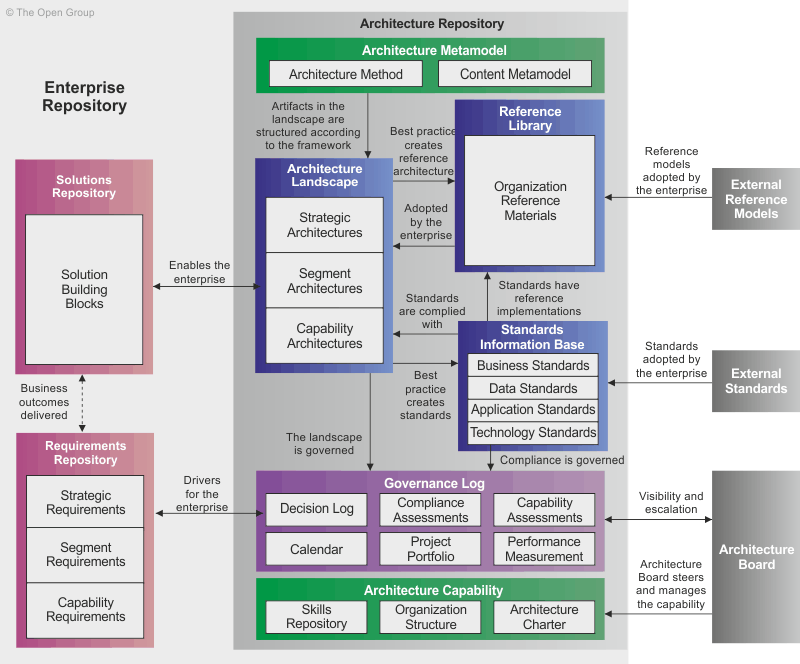 © The Open Group
Architecture Repository
Architecture Metamodel
Architecture Method
Content Metamodel
Enterprise
Repository
Artifacts in the
landscape are
structured according
to the framework
Best practice
creates
reference
architecture
Reference
Library
Organization
Reference
Materials
Reference
models
adopted by
the enterprise
External
Reference
Models
Solutions
Repository
Solution
Building
Blocks
Enables the
enterprise
Architecture
Landscape
Strategic
Architectures
Segment
Architectures
Capability
Architectures
Adopted
by the
enterprise
Standards have
reference
implementations
Standards
are complied
with
Standards
Information Base
Business Standards
Data Standards
Application Standards
Technology Standards
Standards
adopted by
the enterprise
External
Standards
Best
practice
creates
standards
Business
outcomes
delivered
Requirements
Repository
Strategic
Requirements
Segment
Requirements
Capability
Requirements
Drivers
for the
enterprise
The landscape
is governed
Compliance is governed
Governance Log
Decision Log
Compliance
Assessments
Capability
Assessments
Calendar
Project
Portfolio
Performance
Measurement
Visibility and
escalation
Architecture
Board
Architecture
Board steers
and manages
the capability
Architecture Capability
Skills
Repository
Organization
Structure
Architecture
Charter